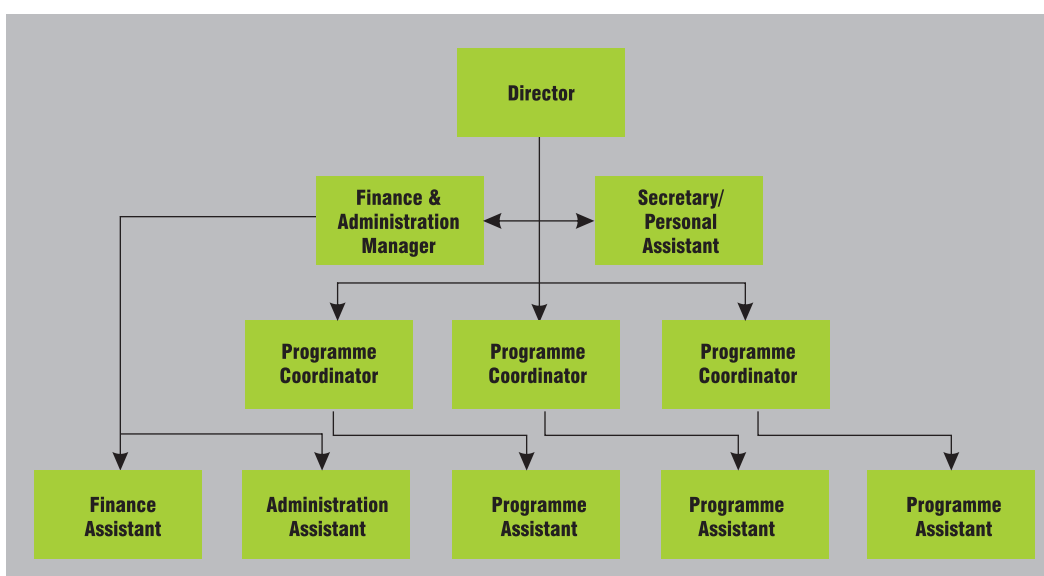 Director
Finance &
Administration
Manager
Secretary/
Personal
Assistant
Programme
Coordinator
Programme
Coordinator
Programme
Coordinator
Finance
Assistant
Administration
Assistant
Programme
Assistant
Programme
Assistant
Programme
Assistant